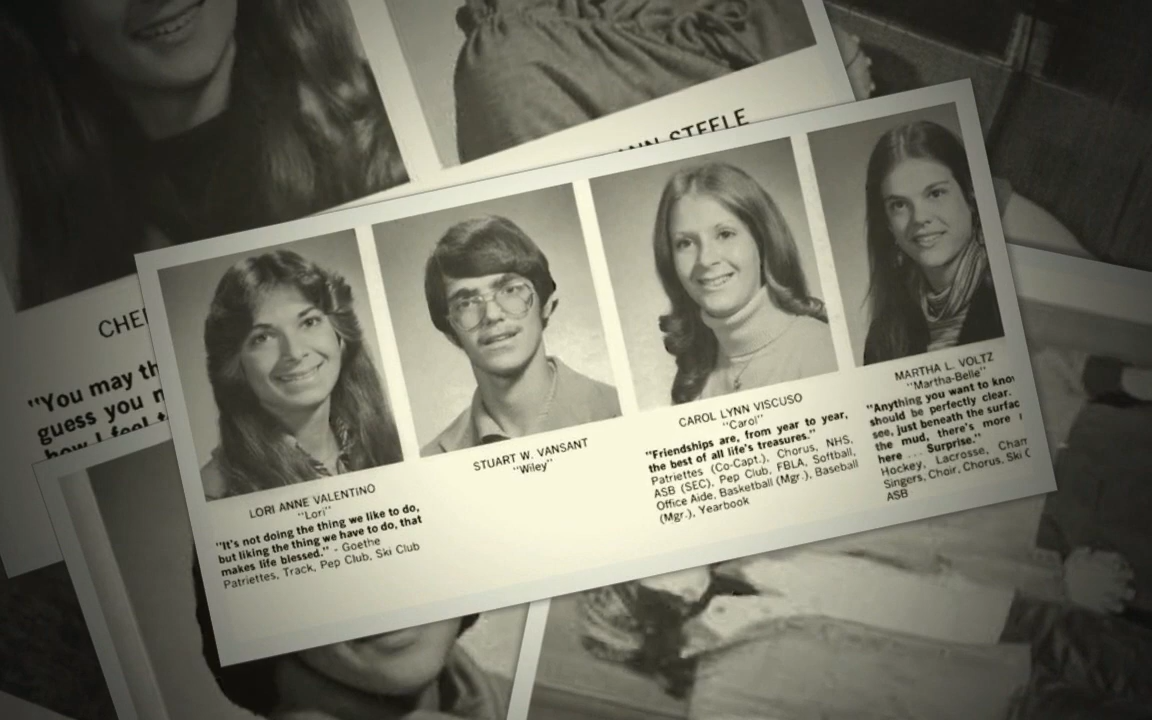 NN STEELE
CHE
"You may th
guess you
how I feel t
LORI ANNE VALENTINO
"Lori"
"It's not doing the thing we like to do,
but liking the thing we have to do, that
makes life blessed." - Goethe
Patriettes, Track, Pep Club, Ski Club
STUART W. VANSANT
"Wiley"
CAROL LYNN VISCUSO
"Carol"
"Friendships are, from year to year,
the best of all life's treasures."
Patriettes (Co-Capt.), Chorus, NHS,
ASB (SEC), Pep Club, FBLA, Softball,
Office Aide, Basketball (Mgr.), Baseball
(Mgr.), Yearbook
MARTHA L. VOLTZ
"Martha-Belle"
"Anything you want to know
should be perfectly clear.
see, just beneath the surfac
the mud, there's more
here ... Surprise."
Hockey, Lacrosse, Cham
Singers, Choir, Chorus, Ski C
ASB